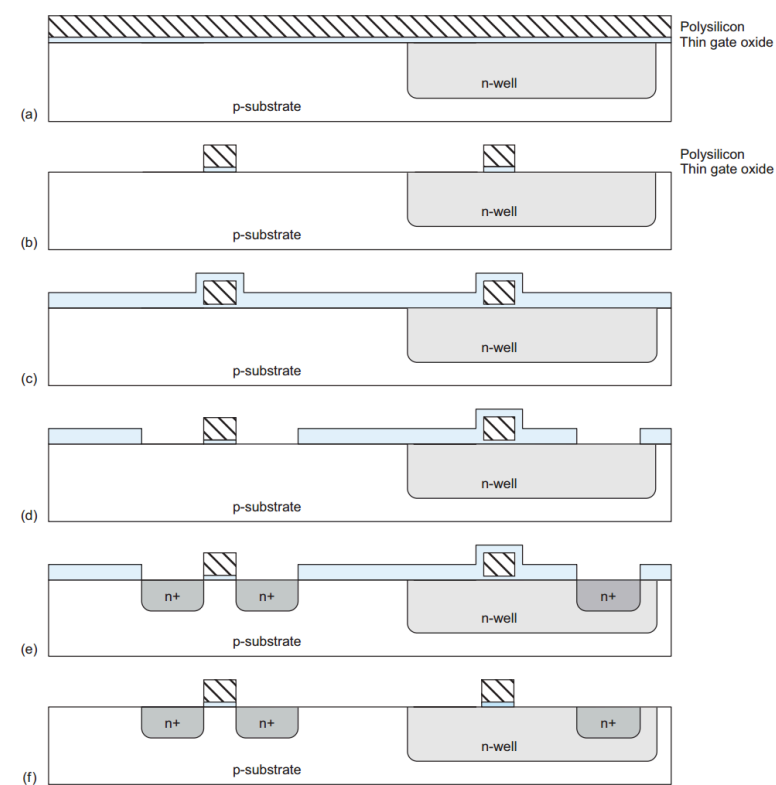 Polysilicon
Thin gate oxide
n-well
p-substrate
(a)
Polysilicon
Thin gate oxide
n-well
p-substrate
(b)
n-well
p-substrate
(c)
n-well
p-substrate
(d)
n+ n+ n+
n-well
p-substrate
(e)
n+ n+ n+
n-well
p-substrate
(f)